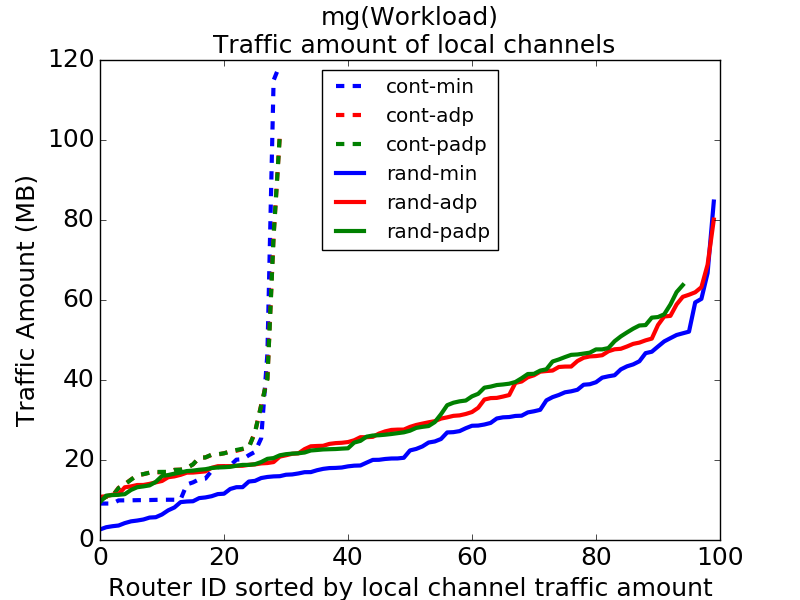 mg(Workload)
Traffic amount of local channels
120
100
80
60
40
20
0
Traffic Amount (MB)
cont-min
cont-adp
cont-padp
rand-min
rand-adp
rand-padp
0 20 40 60 80 100
Router ID sorted by local channel traffic amount